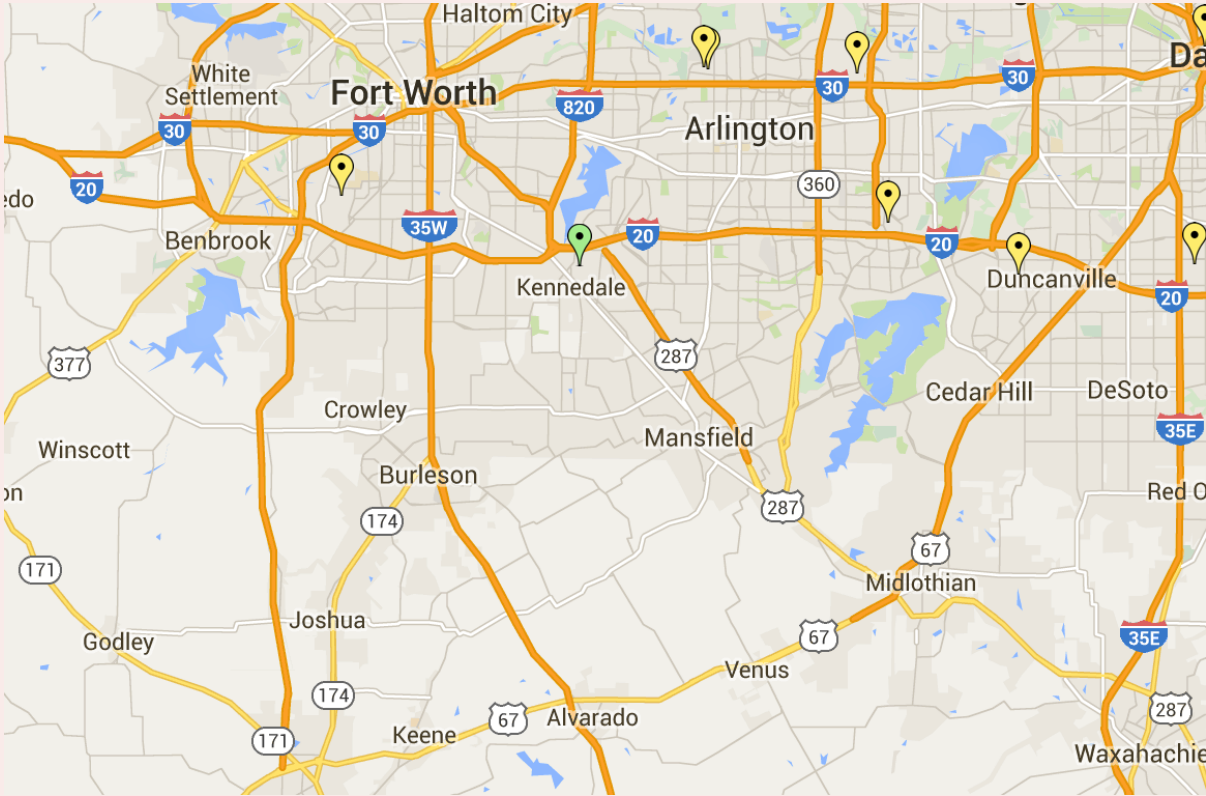 Haltom City
White
Settlement
Fort Worth
Da
30
30
820
30
30
Arlington
20
edo
360
35W
20
20
Benbrook
Kennedale
Duncanville
20
377
287
Crowley
Cedar Hill
DeSoto
Winscott
Mansfield
35E
Burleson
on
Red O
287
174
67
171
Midlothian
Joshua
Godley
67
35E
Venus
174
287
67
Alvarado
Keene
171
Waxahachie